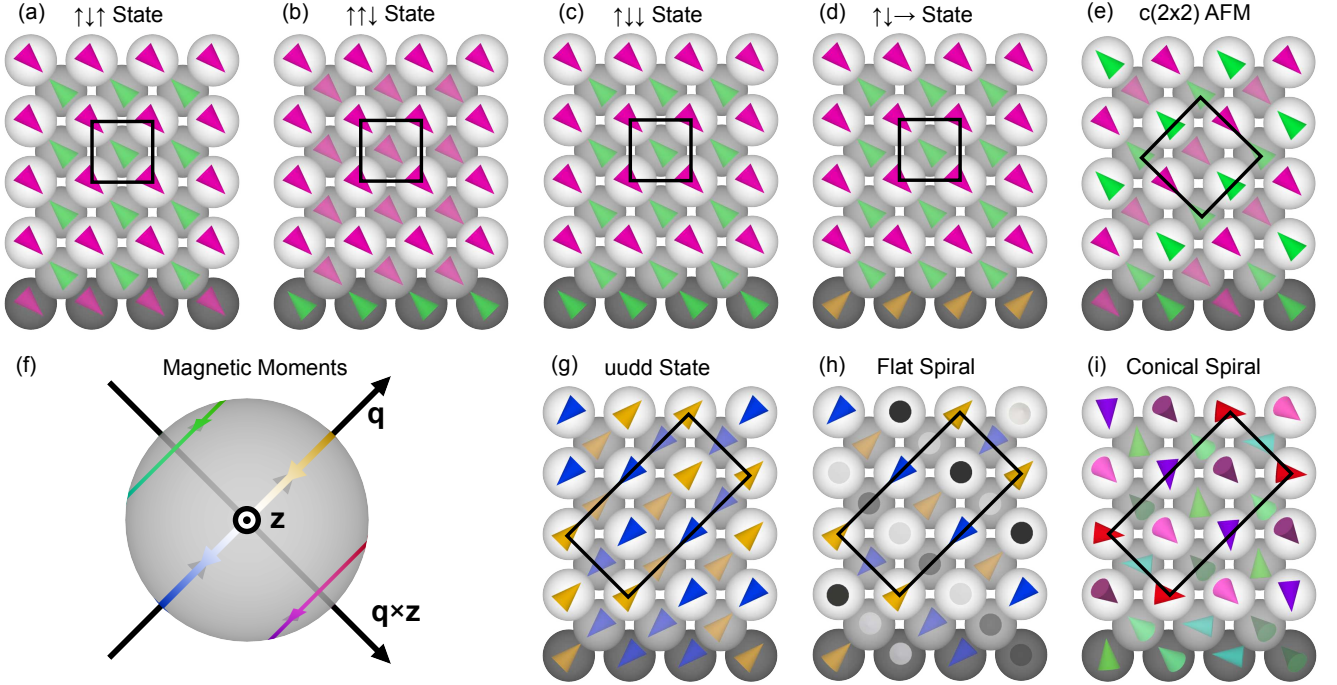 (a) ↑↓↑ State
(b) ↑↑↓ State
(c) ↑↓↓ State
(d) ↑↓→ State
(e) c(2x2) AFM
(f) Magnetic Moments
q
z
q×z
(g) uudd State
(h) Flat Spiral
(i) Conical Spiral